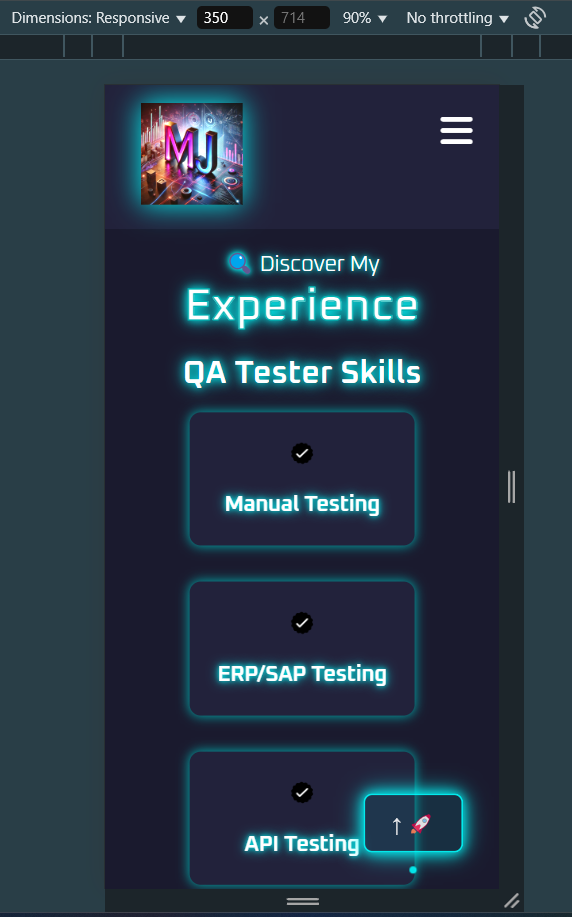 Dimensions: Responsive ▼ 350 × 714 90% ▼ No throttling ▼
MJ
Discover My
Experience
QA Tester Skills
Manual Testing
ERP/SAP Testing
API Testing
↑